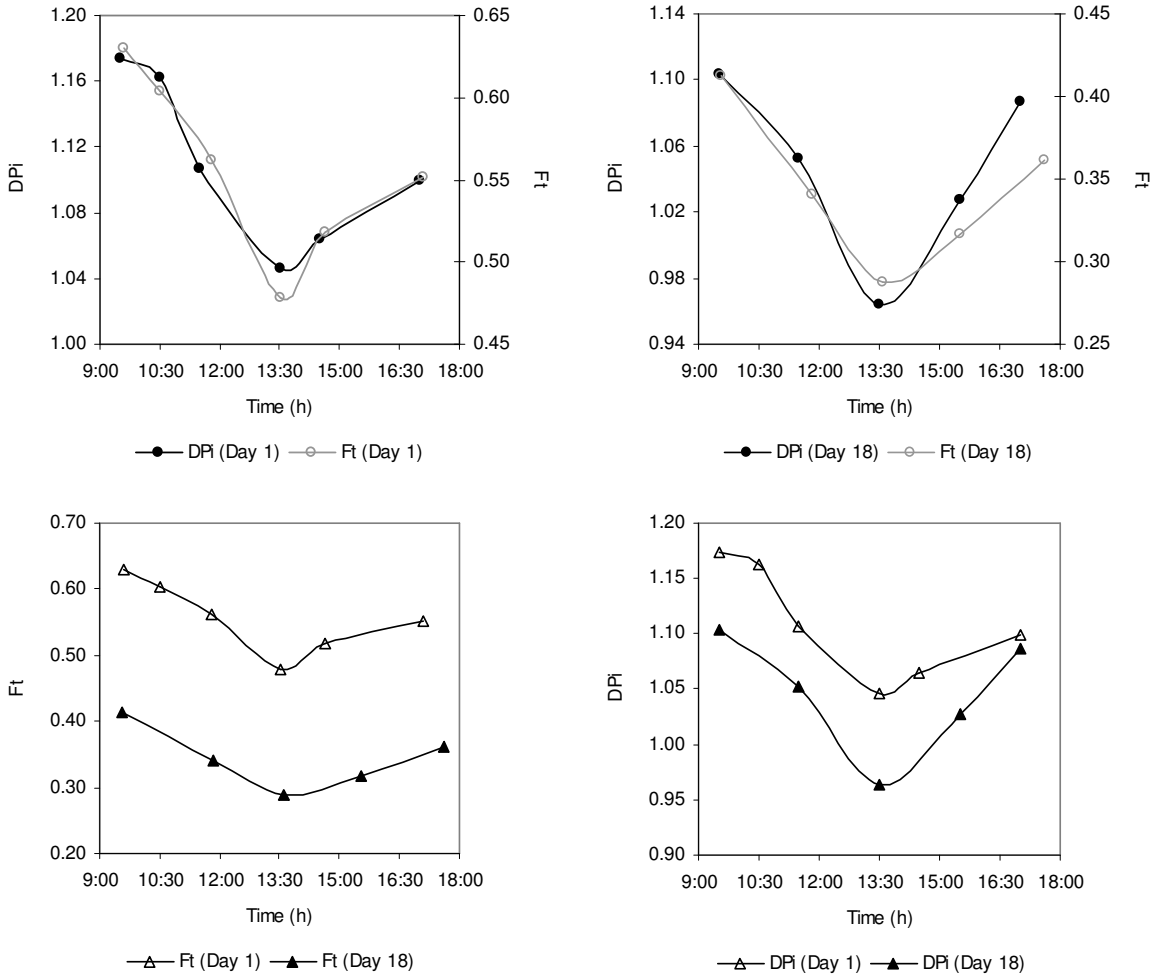 1.20
1.16
1.12
1.08
1.04
1.00
DPi
0.65
0.60
0.55
0.50
0.45
Ft
9:00 10:30 12:00 13:30 15:00 16:30 18:00
Time (h)
DPi (Day 1) Ft (Day 1)
1.14
1.10
1.06
1.02
0.98
0.94
DPi
0.45
0.40
0.35
0.30
0.25
Ft
9:00 10:30 12:00 13:30 15:00 16:30 18:00
Time (h)
DPi (Day 18) Ft (Day 18)
0.70
0.60
0.50
0.40
0.30
0.20
Ft
9:00 10:30 12:00 13:30 15:00 16:30 18:00
Time (h)
Ft (Day 1) Ft (Day 18)
1.20
1.15
1.10
1.05
1.00
0.95
0.90
DPi
9:00 10:30 12:00 13:30 15:00 16:30 18:00
Time (h)
DPi (Day 1) DPi (Day 18)